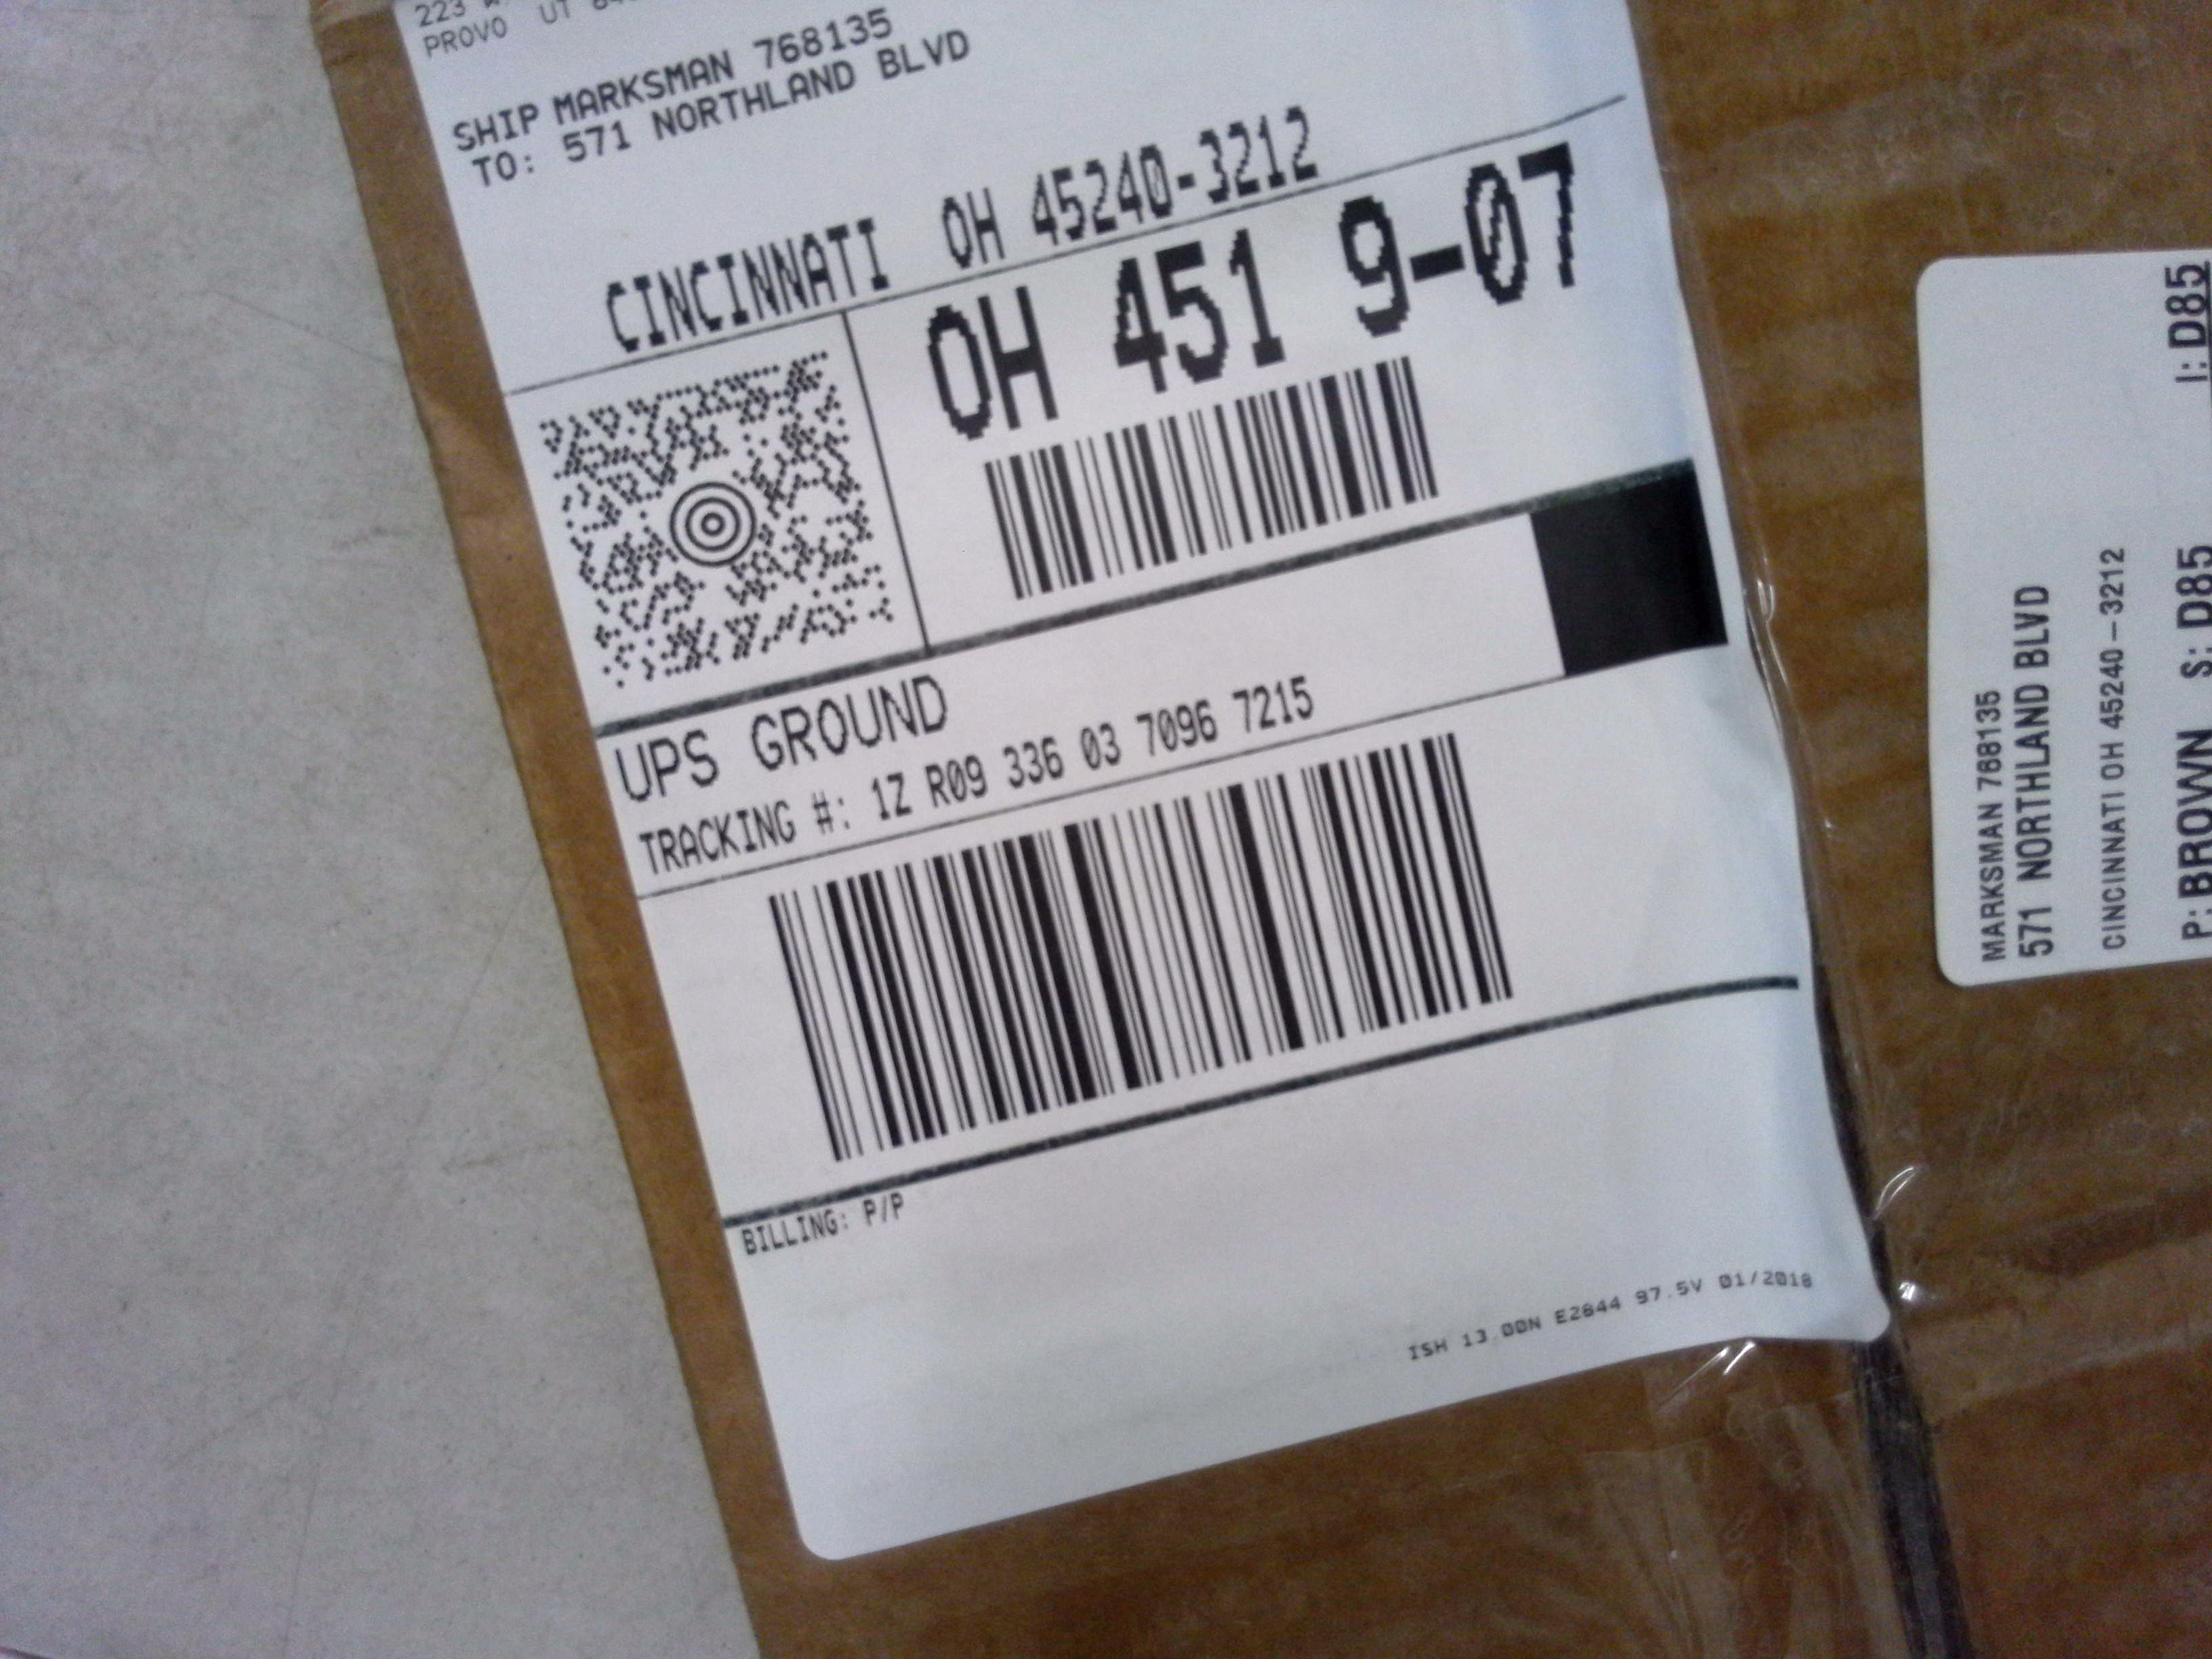 223 W.
PROVO UT
SHIP MARKSMAN 768135
TO: 571 NORTHLAND BLVD
CINCINNATI OH 45240-3212
OH 451 9-07
UPS GROUND
TRACKING #: 1Z R09 336 03 7096 7215
BILLING: P/P
ISH 13.00N E2844 97.5V 01/2018
MARKSMAN 768135
571 NORTHLAND BLVD
CINCINNATI OH 45240-3212
P: BROWN S: D85 I: D85